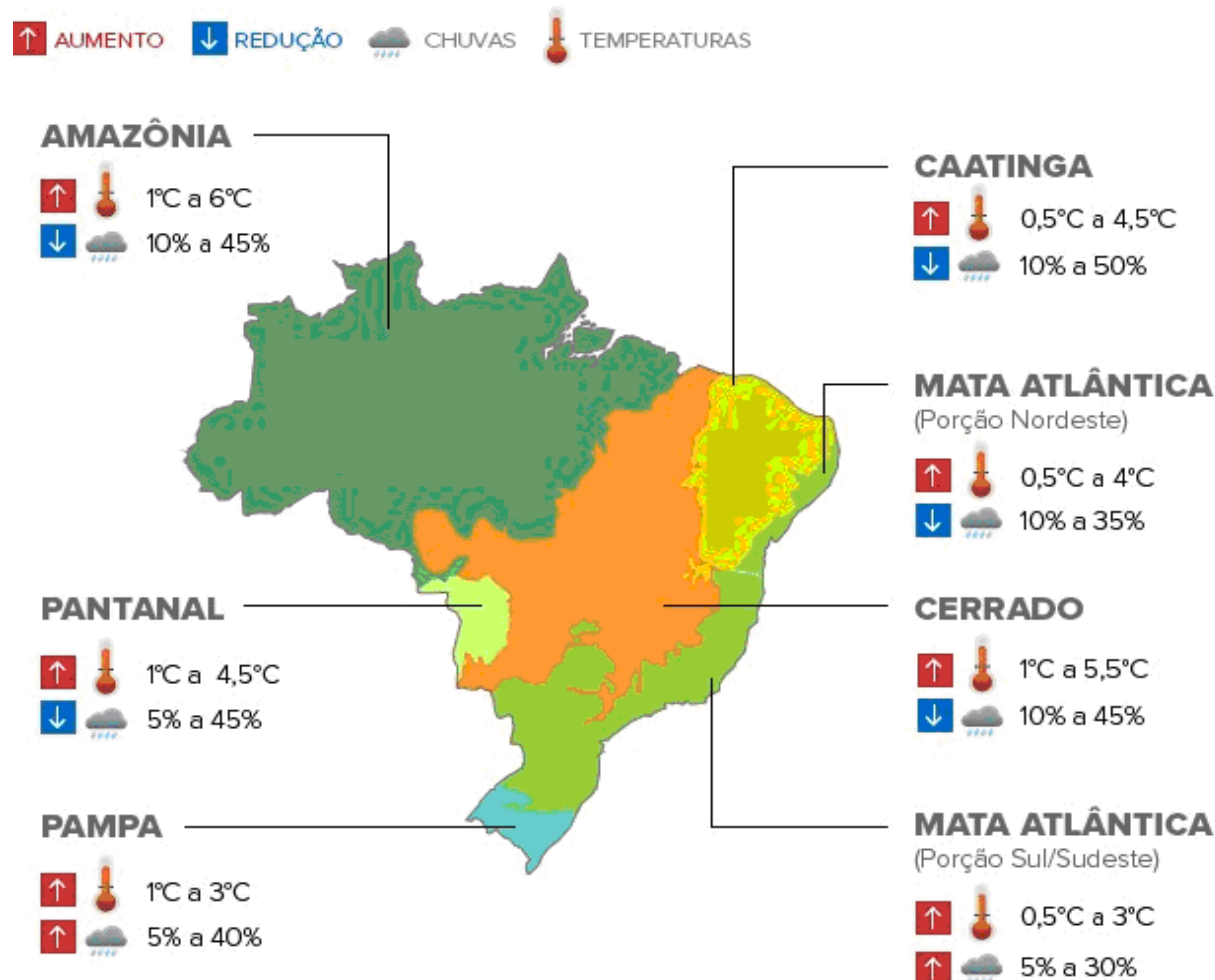 AUMENTO REDUÇÃO CHUVAS TEMPERATURAS
AMAZÔNIA
1°C a 6°C
10% a 45%
CAATINGA
0,5°C a 4,5°C
10% a 50%
MATA ATLÂNTICA
(Porção Nordeste)
0,5°C a 4°C
10% a 35%
PANTANAL
1°C a 4,5°C
5% a 45%
CERRADO
1°C a 5,5°C
10% a 45%
PAMPA
1°C a 3°C
5% a 40%
MATA ATLÂNTICA
(Porção Sul/Sudeste)
0,5°C a 3°C
5% a 30%